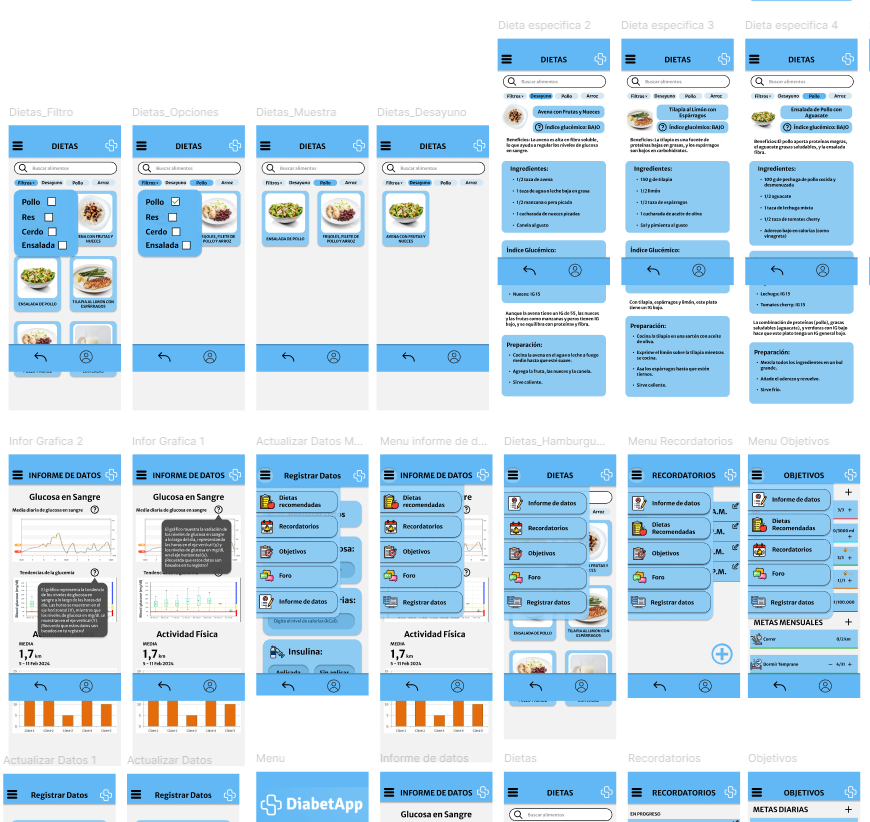 Dieta especifica 2
Dieta especifica 3
Dieta especifica 4
DIETAS
DIETAS
DIETAS
Buscar alimentos
Buscar alimentos
Buscar alimentos
Filtros
Desayuno
Pollo
Arroz
Filtros
Desayuno
Pollo
Arroz
Filtros
Desayuno
Pollo
Arroz
Avena con Frutas y Nueces
Índice glucémico: BAJO
Tilapia al Limón con
Espárragos
Índice glucémico: BAJO
Ensalada de Pollo con
Aguacate
Índice glucémico: BAJO
Beneficios: La avena es alta en fibra soluble,
lo que ayuda a regular los niveles de glucosa
en sangre.
Beneficios: La tilapia es una fuente de
proteínas bajas en grasas, y los espárragos
son bajos en carbohidratos.
Beneficios El pollo aporta proteínas magras,
el aguacate grasas saludables, y la ensalada
fibra.
Ingredientes:
1/2 taza de avena
1 taza de agua o leche baja en grasa
1/2 manzana o pera picada
1 cucharada de nueces picadas
Canela al gusto
Ingredientes:
150 g de tilapia
1/2 limón
1/2 taza de espárragos
1 cucharada de aceite de oliva
Sal y pimienta al gusto
Ingredientes:
100 g de pechuga de pollo cocida y
desmenuzada
1/2 aguacate
1 taza de lechuga mixta
1/2 taza de tomates cherry
Aderezo bajo en calorías (como
vinagreta)
Índice Glucémico:
Índice Glucémico:
Nueces: IG 15
Lechuga: IG 15
Tomates cherry: IG 15
Aunque la avena tiene un IG de 55, las nueces
y las frutas como manzanas y peras tienen IG
bajo, y se equilibra con proteínas y fibra.
Con tilapia, espárragos y limón, este plato
tiene un IG bajo.
La combinación de proteínas (pollo), grasas
saludables (aguacate), y verduras con IG bajo
hace que este plato tenga un IG general bajo.
Preparación:
Cocina la avena en el agua o leche a fuego
medio hasta que esté suave.
Agrega la fruta, las nueces y la canela.
Sirve caliente.
Preparación:
Cocina la tilapia en una sartén con aceite
de oliva.
Exprime el limón sobre la tilapia mientras
se cocina.
Asa los espárragos hasta que estén
tiernos.
Sirve caliente.
Preparación:
Mezcla todos los ingredientes en un bol
grande.
Añade el aderezo y revuelve.
Sirve frío.
Dietas_Filtro
Dietas_Opciones
Dietas_Muestra
Dietas_Desayuno
DIETAS
DIETAS
DIETAS
DIETAS
Buscar alimentos
Buscar alimentos
Buscar alimentos
Buscar alimentos
Filtros
Desayuno
Pollo
Arroz
Filtros
Desayuno
Pollo
Arroz
Filtros
Desayuno
Pollo
Arroz
Filtros
Desayuno
Pollo
Arroz
Pollo
Res
Cerdo
Ensalada
Pollo
Res
Cerdo
Ensalada
ENSALADA DE POLLO
FRIJOLES, FILETE DE
POLLO Y ARROZ
AVENA CON FRUTAS Y
NUECES
ENSALADA DE POLLO
TILAPIA AL LIMÓN CON
ESPÁRRAGOS
Infor Grafica 2
Infor Grafica 1
Actualizar Datos M...
Menu informe de d...
Dietas_Hamburgu...
Menu Recordatorios
Menu Objetivos
INFORME DE DATOS
Glucosa en Sangre
Media diaria de glucosa en sangre
Tendencias de la glucemia
El gráfico representa la tendencia
de los niveles de glucosa en
sangre a lo largo de las horas del
día. Las horas se muestran en el
eje horizontal (X), mientras que
los niveles de glucosa en mg/dL se
muestran en el eje vertical (Y).
¡Recuerda que estos datos son
basados en tu registro!
MEDIA
1,7 km
5 - 11 Feb 2024
INFORME DE DATOS
Glucosa en Sangre
Media diaria de glucosa en sangre
El gráfico muestra la variación de
los niveles de glucosa en sangre
a lo largo del día, representando
las horas en el eje vertical (y) y
los niveles de glucosa en mg/dL
en el eje horizontal (x).
¡Recuerda que estos datos son
basados en tu registro!
Actividad Física
MEDIA
1,7 km
5 - 11 Feb 2024
Registrar Datos
Dietas
recomendadas
Recordatorios
Objetivos
Foro
Informe de datos
Insulina:
Aplicada
Sin aplicar
INFORME DE DATOS
Dietas
recomendadas
Recordatorios
Objetivos
Foro
Registrar datos
Actividad Física
MEDIA
1,7 km
5 - 11 Feb 2024
DIETAS
Informe de datos
Recordatorios
Objetivos
Foro
Registrar datos
ENSALADA DE POLLO
TILAPIA AL LIMÓN CON
ESPÁRRAGOS
RECORDATORIOS
Informe de datos
Dietas
Recomendadas
Objetivos
Foro
Registrar datos
OBJETIVOS
Informe de datos
Dietas
Recomendadas
Recordatorios
Foro
Registrar datos
METAS MENSUALES
Correr
0/2 km
Dormir Temprano
- 4/31 +
Actualizar Datos 1
Actualizar Datos
Menu
Informe de datos
Dietas
Recordatorios
Objetivos
Registrar Datos
Registrar Datos
DiabetApp
INFORME DE DATOS
Glucosa en Sangre
DIETAS
Buscar alimentos
RECORDATORIOS
EN PROGRESO
OBJETIVOS
METAS DIARIAS